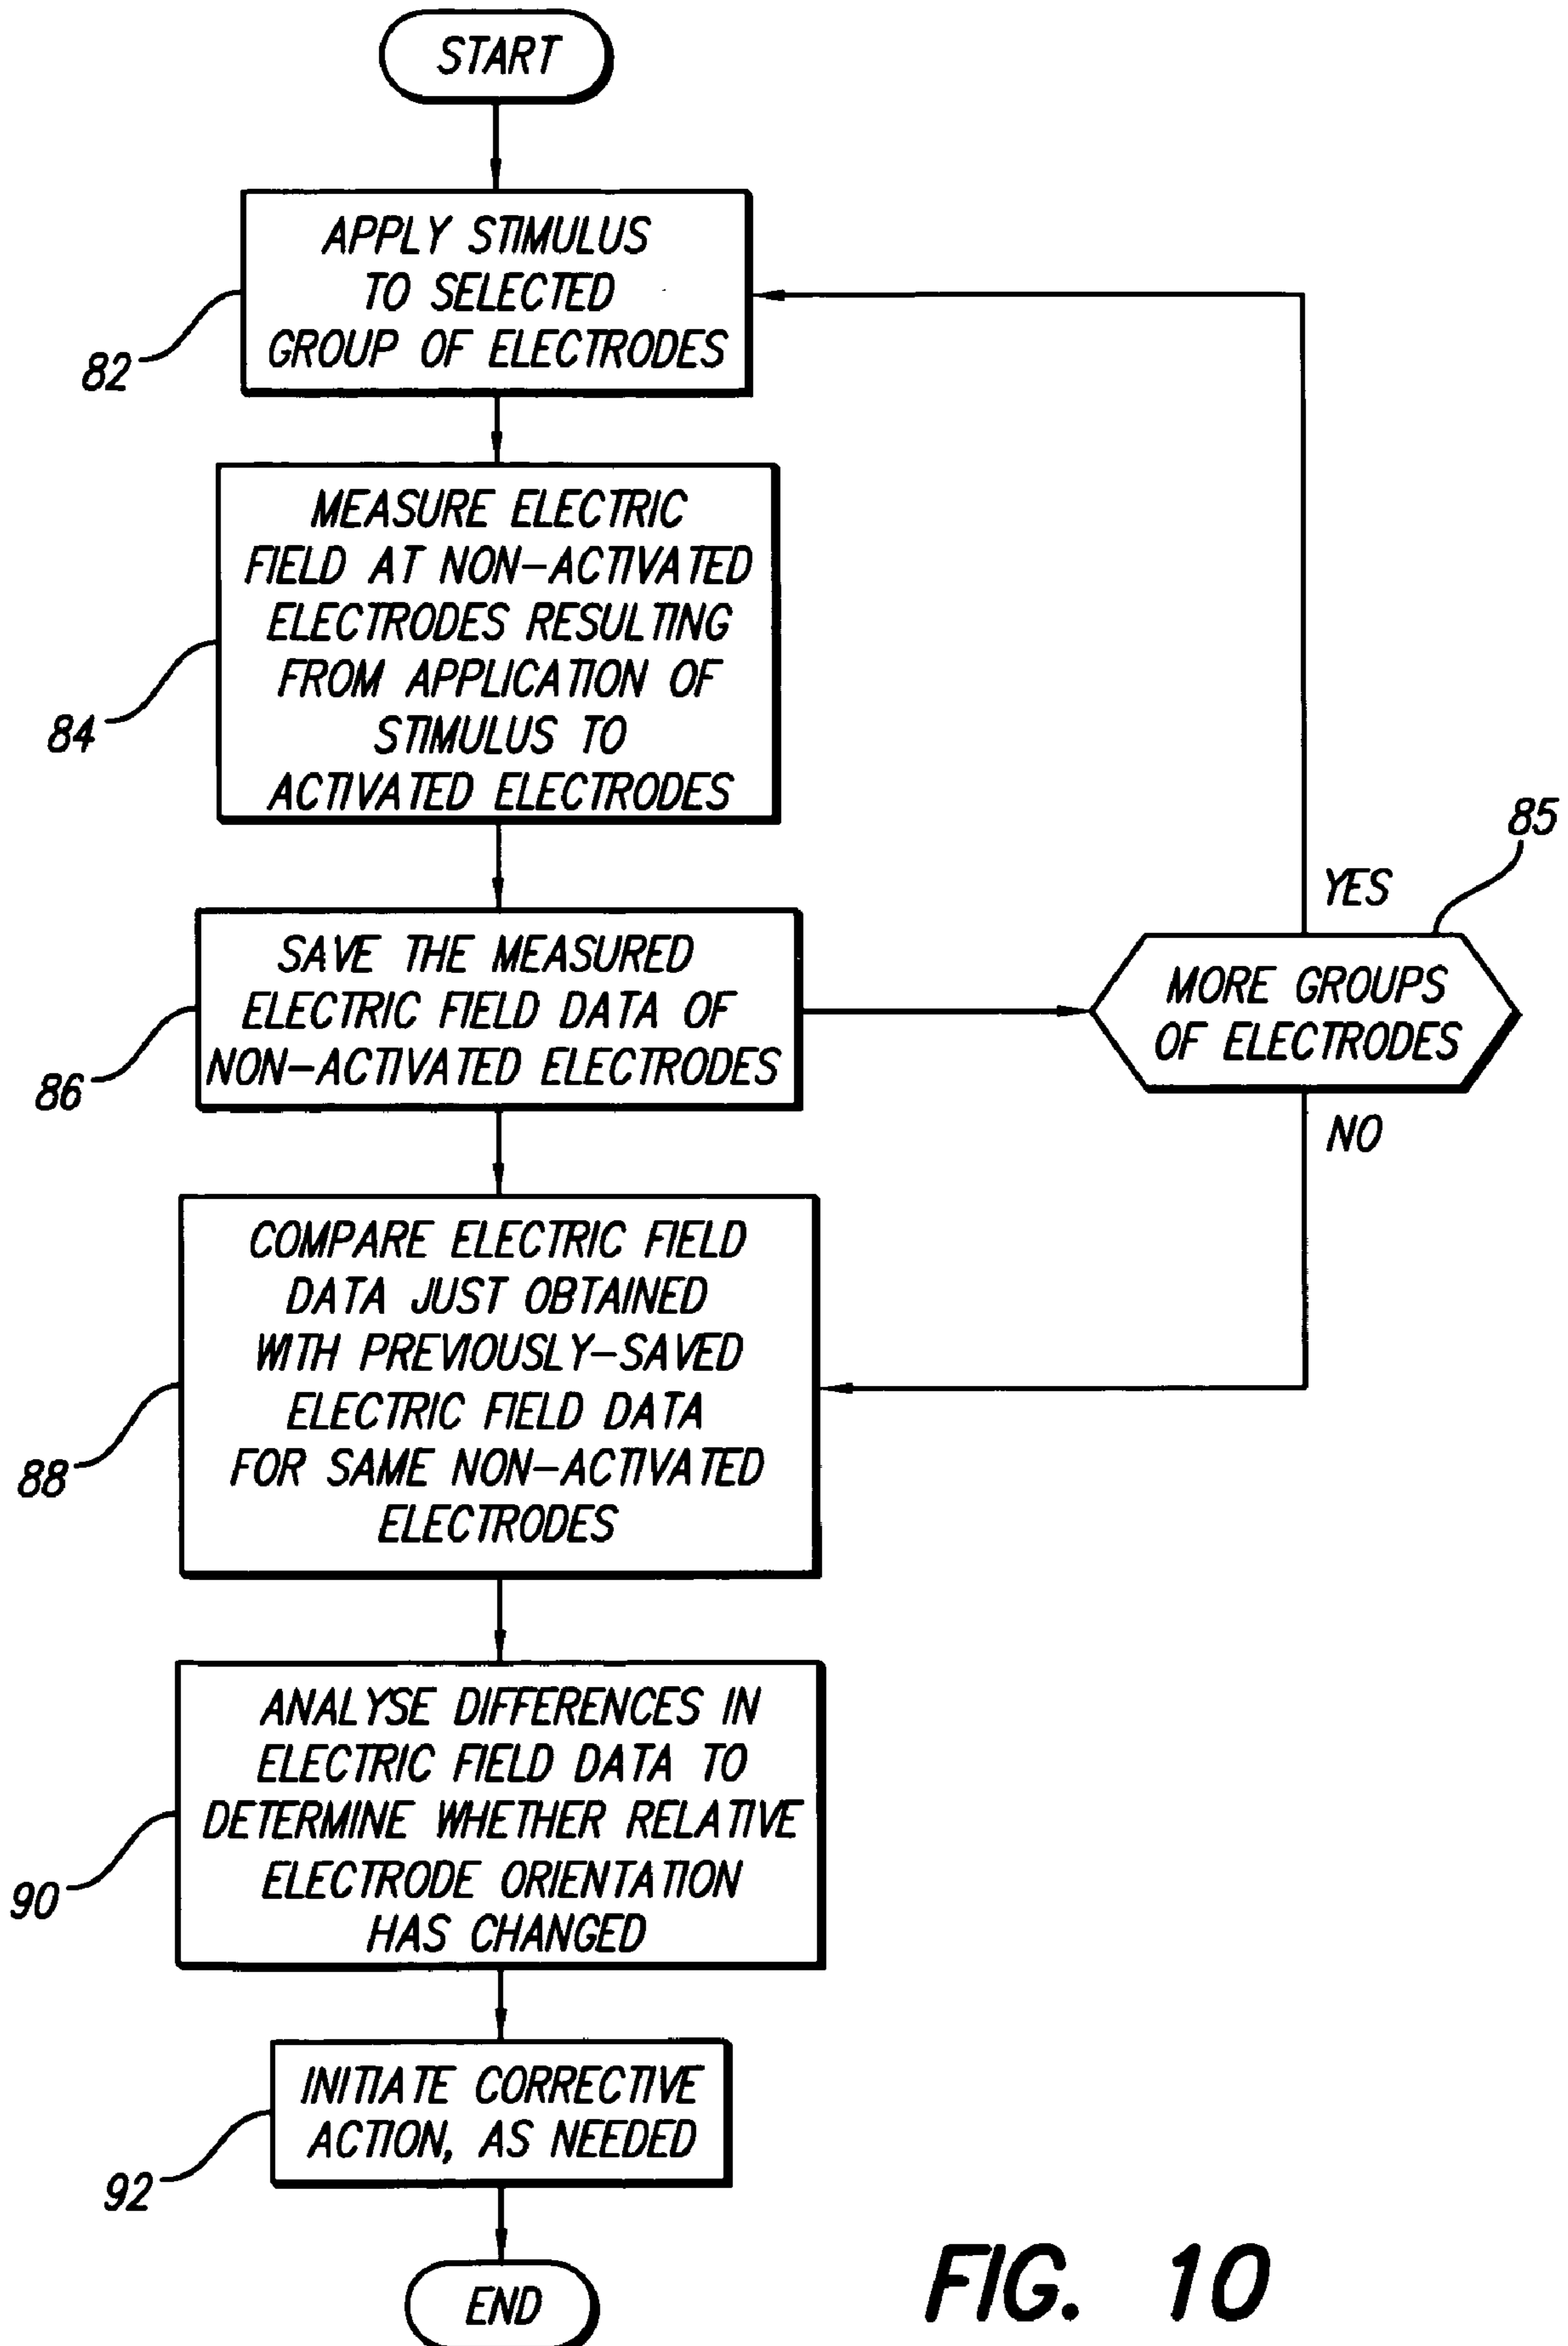 START
APPLY STIMULUS
TO SELECTED
GROUP OF ELECTRODES
82
MEASURE ELECTRIC
FIELD AT NON-ACTIVATED
ELECTRODES RESULTING
FROM APPLICATION OF
STIMULUS TO
ACTIVATED ELECTRODES
84
85
YES
SAVE THE MEASURED
ELECTRIC FIELD DATA OF
NON-ACTIVATED ELECTRODES
86
MORE GROUPS
OF ELECTRODES
NO
COMPARE ELECTRIC FIELD
DATA JUST OBTAINED
WITH PREVIOUSLY-SAVED
ELECTRIC FIELD DATA
FOR SAME NON-ACTIVATED
ELECTRODES
88
ANALYSE DIFFERENCES IN
ELECTRIC FIELD DATA TO
DETERMINE WHETHER RELATIVE
ELECTRODE ORIENTATION
HAS CHANGED
90
INITIATE CORRECTIVE
ACTION, AS NEEDED
92
END
FIG. 10